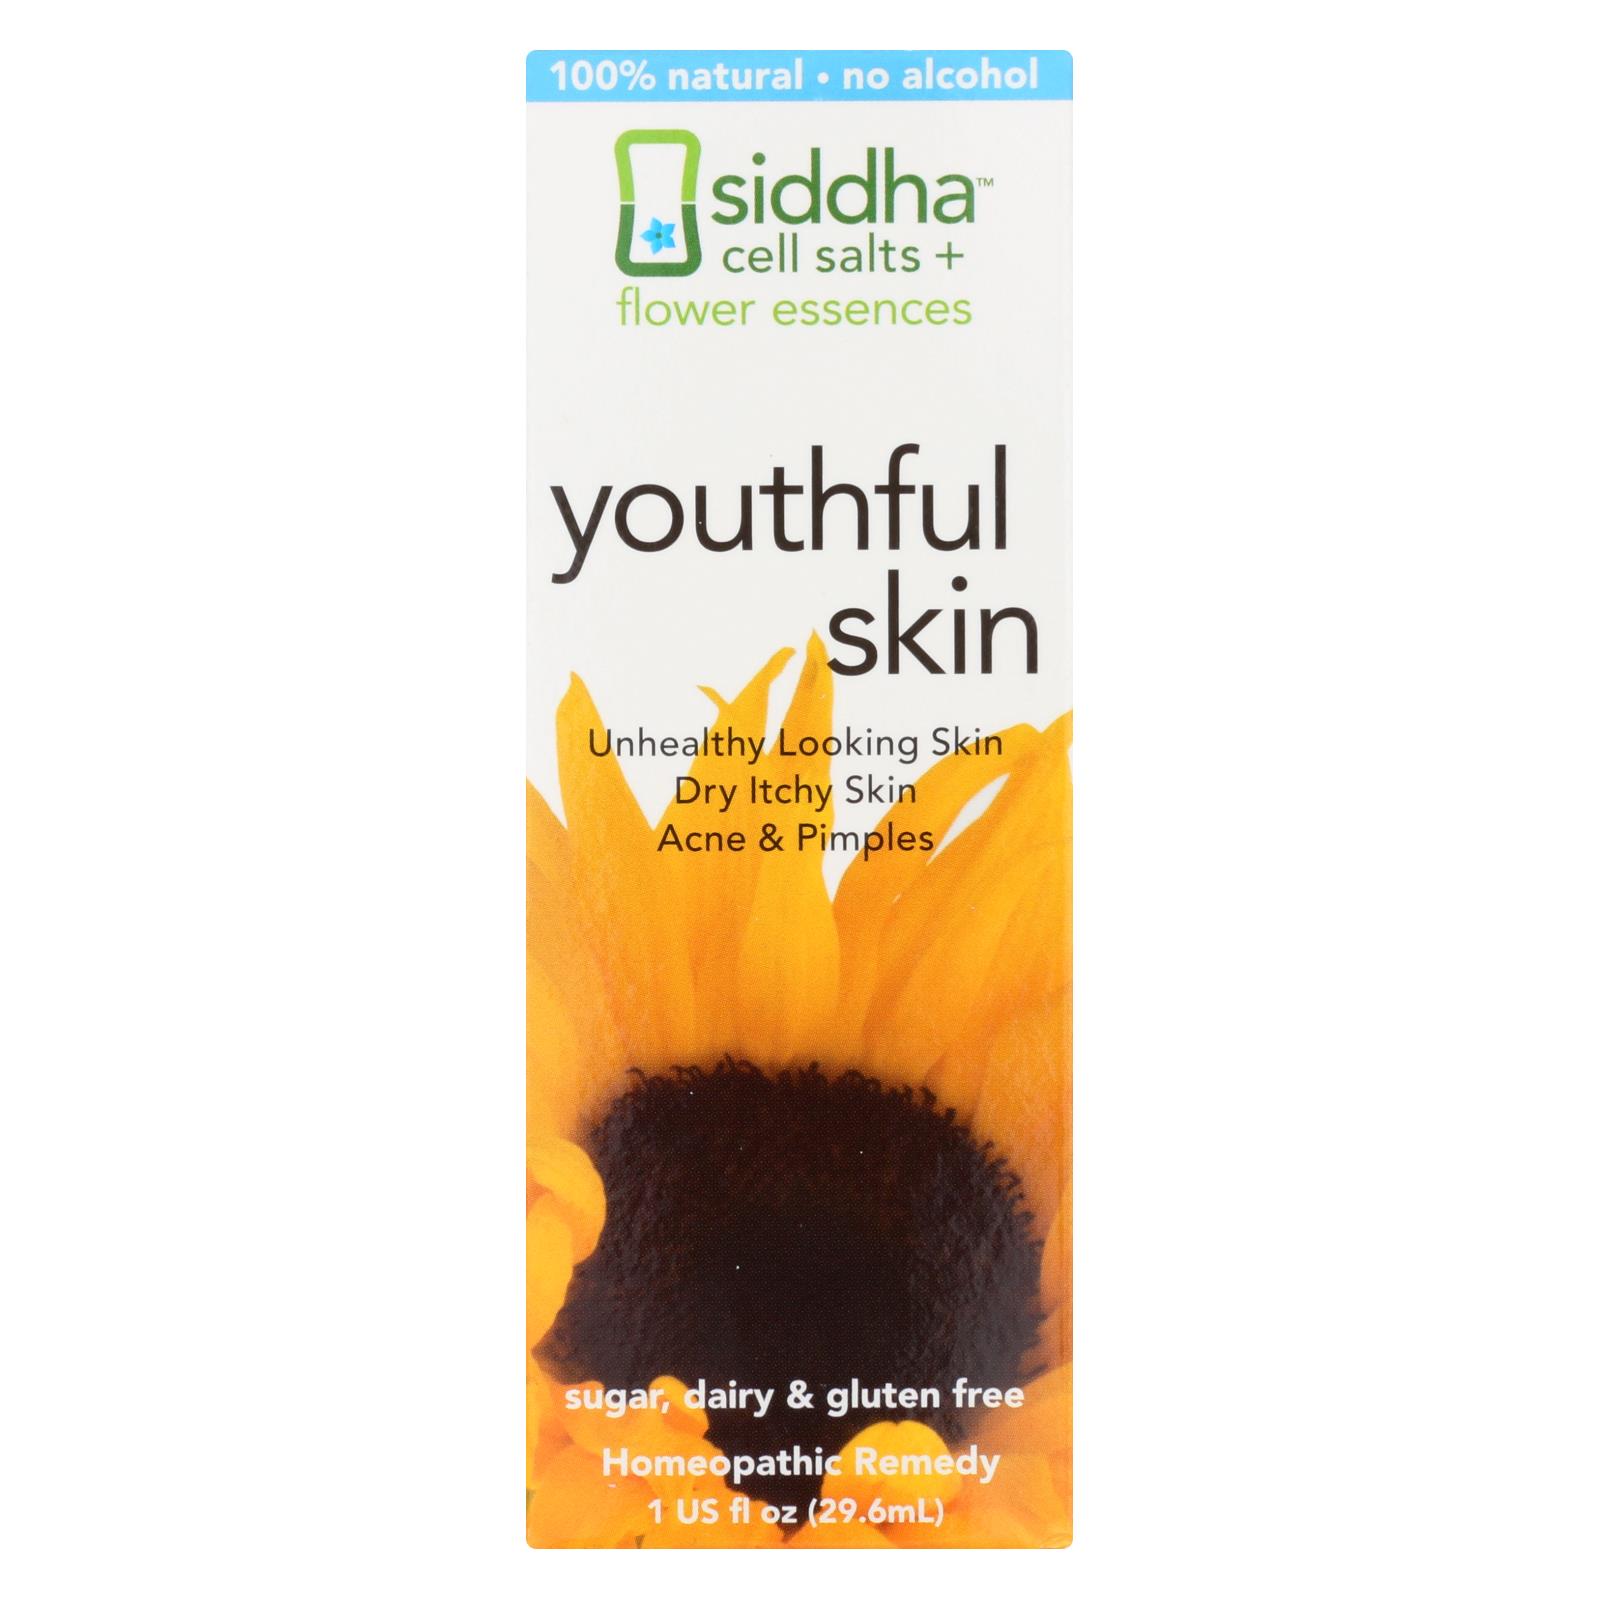 100% natural • no alcohol
siddha™
cell salts +
flower essences
youthful
skin
Unhealthy Looking Skin
Dry Itchy Skin
Acne & Pimples
sugar, dairy & gluten free
Homeopathic Remedy
1 US fl oz (29.6mL)